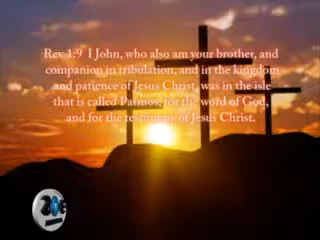 Rev 1:9 I John, who also am your brother, and
companion in tribulation, and in the kingdom
and patience of Jesus Christ, was in the isle
that is called Patmos, for the word of God,
and for the testimony of Jesus Christ.